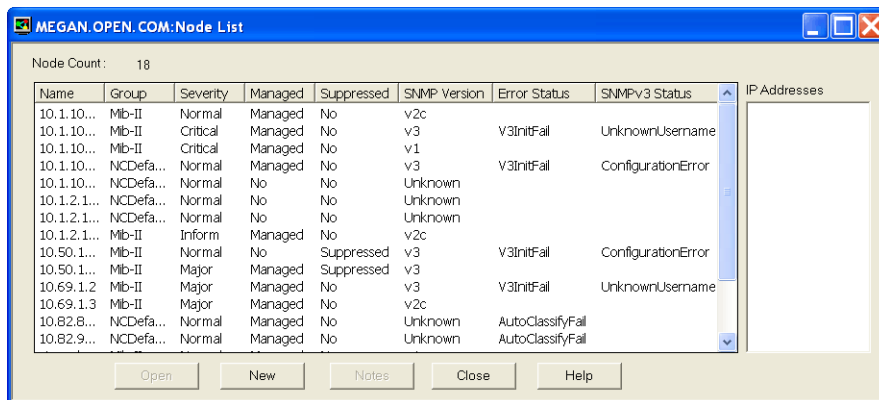 MEGAN.OPEN.COM:Node List
Node Count: 18
Name Group Severity Managed Suppressed SNMP Version Error Status SNMPv3 Status
10.1.10... Mib-II Normal Managed No v2c
10.1.10... Mib-II Critical Managed No v3 V3InitFail UnknownUsername
10.1.10... Mib-II Critical Managed No v1
10.1.10... NCDefa... Normal Managed No v3 V3InitFail ConfigurationError
10.1.10... NCDefa... Normal No No Unknown
10.1.2.1... NCDefa... Normal No No Unknown
10.1.2.1... NCDefa... Normal No No Unknown
10.1.2.1... Mib-II Inform Managed No v2c
10.50.1... Mib-II Normal No Suppressed v3 V3InitFail ConfigurationError
10.50.1... Mib-II Major Managed Suppressed v3
10.69.1.2 Mib-II Major Managed No v3 V3InitFail UnknownUsername
10.69.1.3 Mib-II Major Managed No v2c
10.82.8... NCDefa... Normal Managed No Unknown AutoClassifyFail
10.82.9... NCDefa... Normal Managed No Unknown AutoClassifyFail
IP Addresses
Open New Notes Close Help